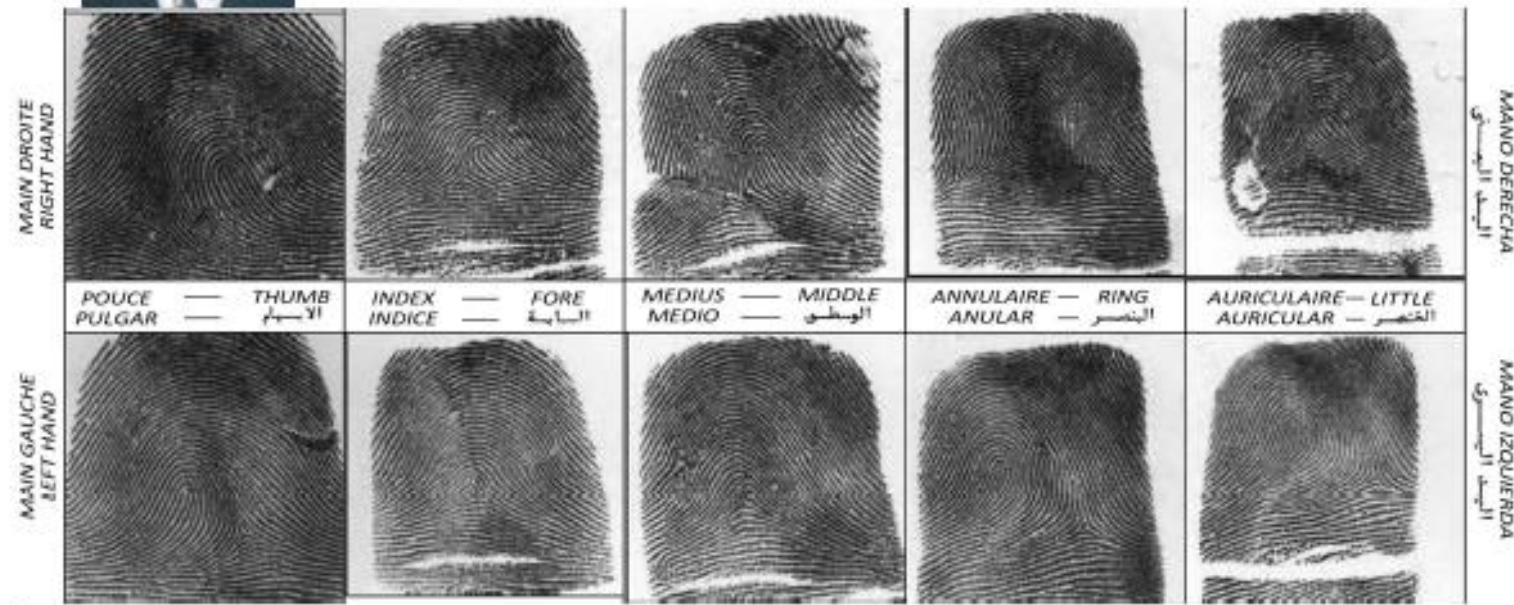 MAIN DROITE
RIGHT HAND
MANO DERECHA
اليد اليمنى
POUCE — THUMB
PULGAR — الابهام
INDEX — FORE
INDICE — السبابة
MEDIUS — MIDDLE
MEDIO — الوسطى
ANNULAIRE — RING
ANULAR — البنصر
AURICULAIRE — LITTLE
AURICULAR — الخنصر
MAIN GAUCHE
LEFT HAND
MANO IZQUIERDA
اليد اليسرى